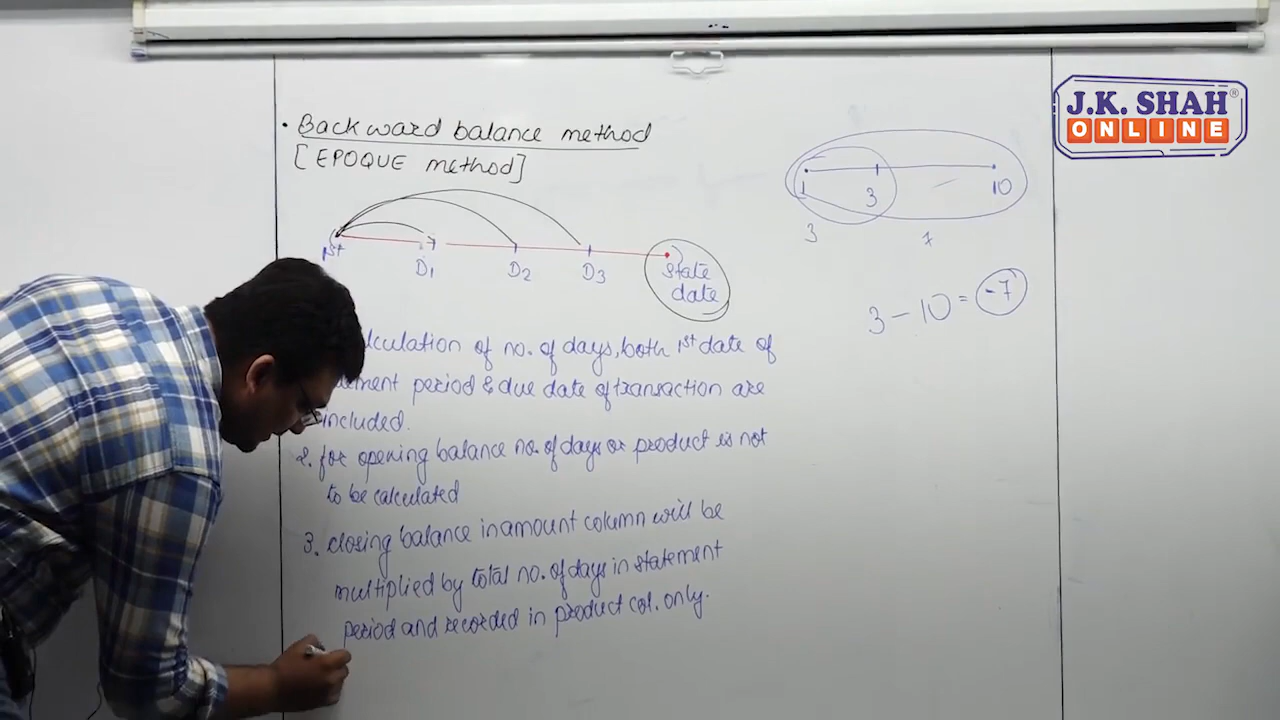 J.K. SHAH®
ONLINE
• Backward balance method
[EPOQUE method]
1st D1 D2 D3 state
date
1 3 10
3 7
3 - 10 = -7
lculation of no. of days, both 1st date of
ement period & due date of transaction are
included.
2. for opening balance no. of days or product is not
to be calculated
3. closing balance in amount column will be
multiplied by total no. of days in statement
period and recorded in product col. only.